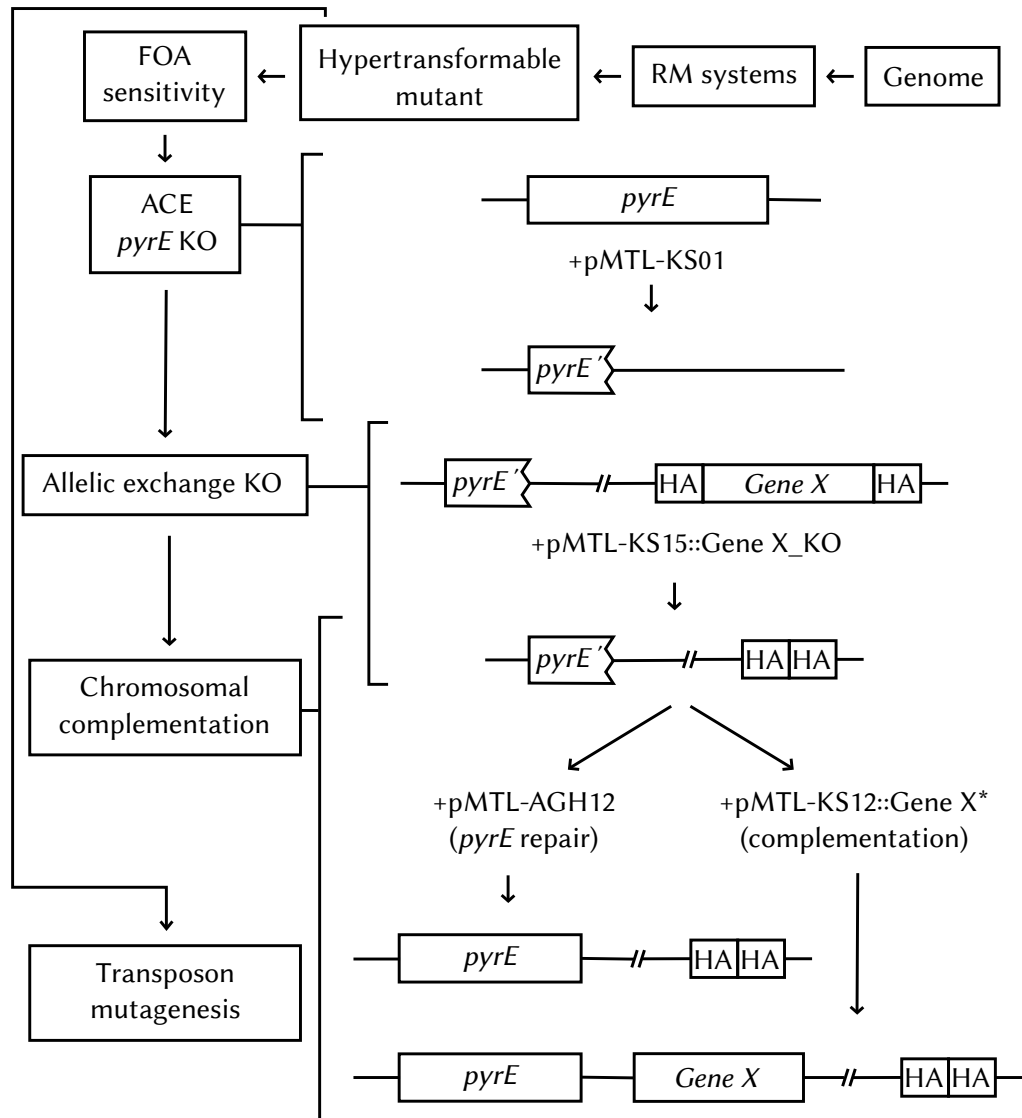 FOA
sensitivity
Hypertransformable
mutant
RM systems
Genome
ACE
pyrE KO
pyrE
+pMTL-KS01
pyrE ′
Allelic exchange KO
pyrE ′
HA
Gene X
HA
+pMTL-KS15::Gene X_KO
pyrE ′
HA
HA
Chromosomal
complementation
+pMTL-AGH12
(pyrE repair)
+pMTL-KS12::Gene X*
(complementation)
pyrE
HA
HA
Transposon
mutagenesis
pyrE
Gene X
HA
HA